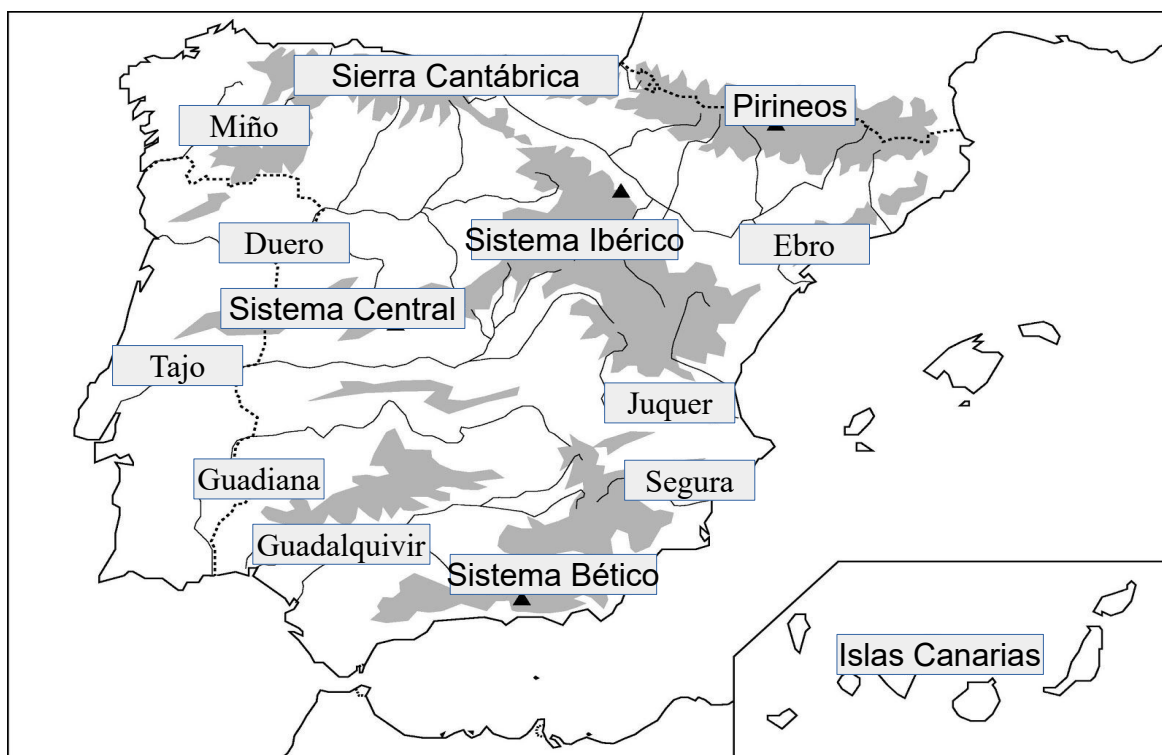 Sierra Cantábrica
Pirineos
Miño
Duero
Sistema Ibérico
Ebro
Sistema Central
Tajo
Juquer
Guadiana
Segura
Guadalquivir
Sistema Bético
Islas Canarias